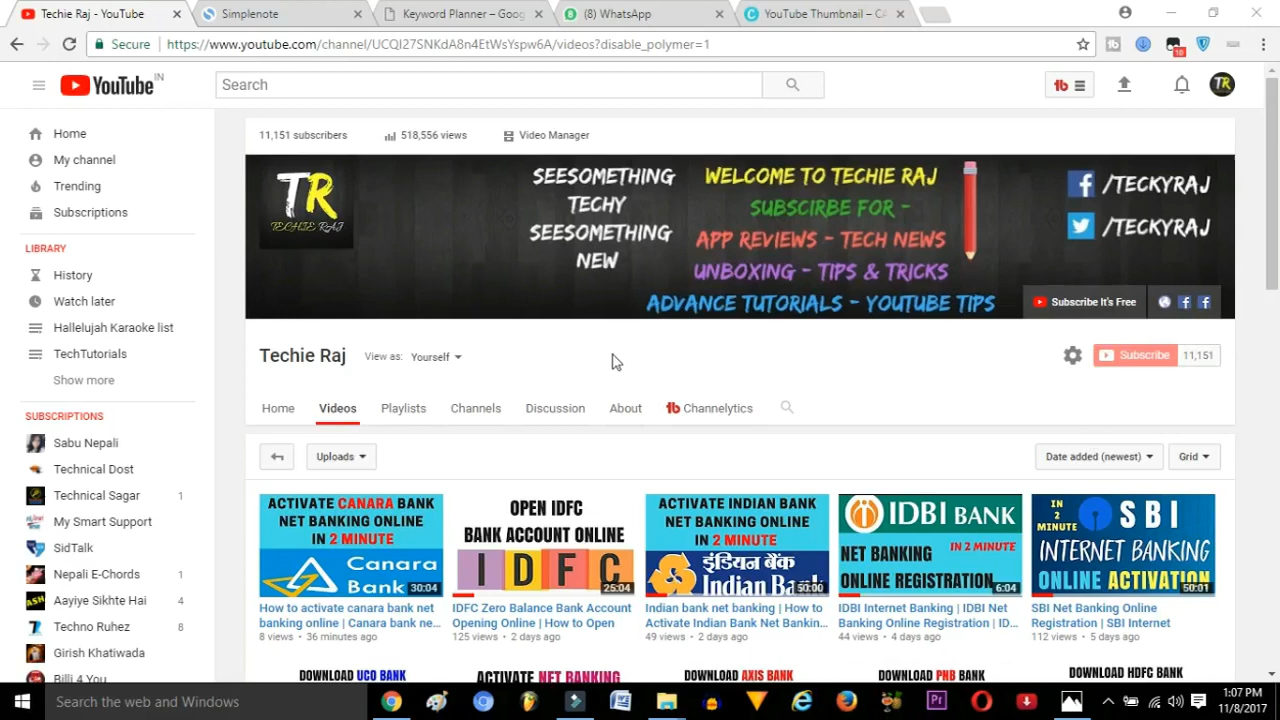 Techie Raj - YouTube
Simplenote
Keyword Planner – Goog
(8) WhatsApp
YouTube Thumbnail – CA
Secure
https://www.youtube.com/channel/UCQI27SNKdA8n4EtWsYspw6A/videos?disable_polymer=1
10
YouTube IN
Search
tb
TR
Home
My channel
Trending
Subscriptions
LIBRARY
History
Watch later
Hallelujah Karaoke list
TechTutorials
Show more
SUBSCRIPTIONS
Sabu Nepali
Technical Dost
Technical Sagar 1
My Smart Support
SidTalk
Nepali E-Chords 1
Aayiye Sikhte Hai 4
Techno Ruhez 8
Girish Khatiwada
Billi 4 You
11,151 subscribers
518,556 views
Video Manager
TR
TECHIE RAJ
SEESOMETHING
TECHY
SEESOMETHING
NEW
WELCOME TO TECHIE RAJ
SUBSCIRBE FOR -
APP REVIEWS - TECH NEWS
UNBOXING - TIPS & TRICKS
ADVANCE TUTORIALS - YOUTUBE TIPS
/TECKYRAJ
/TECKYRAJ
Subscribe It's Free
Techie Raj
View as: Yourself
Subscribe 11,151
Home
Videos
Playlists
Channels
Discussion
About
tb Channelytics
Uploads
Date added (newest)
Grid
ACTIVATE CANARA BANK
NET BANKING ONLINE
IN 2 MINUTE
Canara
Bank
30:04
How to activate canara bank net
banking online | Canara bank ne...
8 views • 36 minutes ago
OPEN IDFC
BANK ACCOUNT ONLINE
IDFC
25:04
IDFC Zero Balance Bank Account
Opening Online | How to Open
125 views • 2 days ago
ACTIVATE INDIAN BANK
NET BANKING ONLINE
IN 2 MINUTE
इंडियन बैंक
Indian Bank
50:00
Indian bank net banking | How to
Activate Indian Bank Net Bankin...
49 views • 2 days ago
IDBI BANK
NET BANKING
IN 2 MINUTE
ONLINE REGISTRATION
6:04
IDBI Internet Banking | IDBI Net
Banking Online Registration | ID...
44 views • 4 days ago
IN
2
MINUTE
SBI
INTERNET BANKING
ONLINE ACTIVATION
50:01
SBI Net Banking Online
Registration | SBI Internet
112 views • 5 days ago
DOWNLOAD UCO BANK
ACTIVATE NET BANKING
DOWNLOAD AXIS BANK
DOWNLOAD PNB BANK
DOWNLOAD HDFC BANK
Search the web and Windows
1:07 PM
11/8/2017